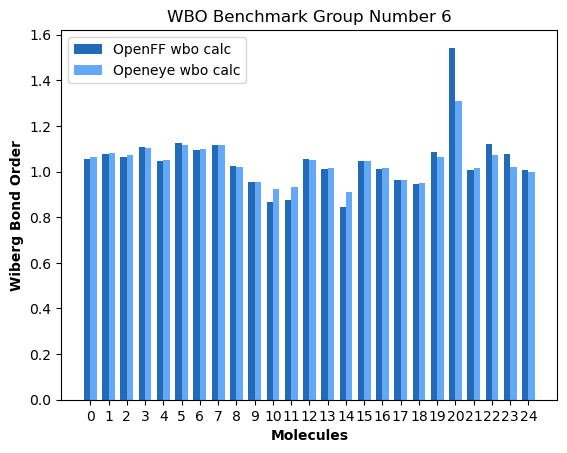 WBO Benchmark Group Number 6
OpenFF wbo calc
Openeye wbo calc
Wiberg Bond Order
1.6
1.4
1.2
1.0
0.8
0.6
0.4
0.2
0.0
0 1 2 3 4 5 6 7 8 9 10 11 12 13 14 15 16 17 18 19 20 21 22 23 24
Molecules